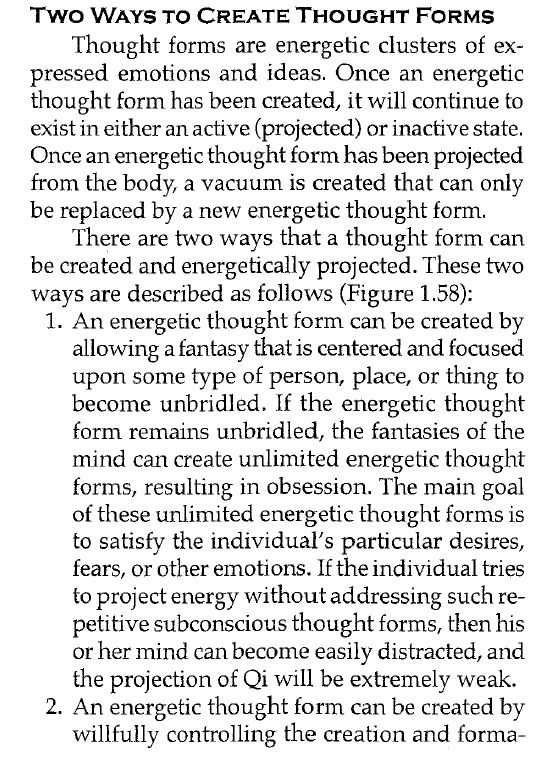 TWO WAYS TO CREATE THOUGHT FORMS
Thought forms are energetic clusters of ex-
pressed emotions and ideas. Once an energetic
thought form has been created, it will continue to
exist in either an active (projected) or inactive state.
Once an energetic thought form has been projected
from the body, a vacuum is created that can only
be replaced by a new energetic thought form.
There are two ways that a thought form can
be created and energetically projected. These two
ways are described as follows (Figure 1.58):
1. An energetic thought form can be created by
allowing a fantasy that is centered and focused
upon some type of person, place, or thing to
become unbridled. If the energetic thought
form remains unbridled, the fantasies of the
mind can create unlimited energetic thought
forms, resulting in obsession. The main goal
of these unlimited energetic thought forms is
to satisfy the individual's particular desires,
fears, or other emotions. If the individual tries
to project energy without addressing such re-
petitive subconscious thought forms, then his
or her mind can become easily distracted, and
the projection of Qi will be extremely weak.
2. An energetic thought form can be created by
willfully controlling the creation and forma-